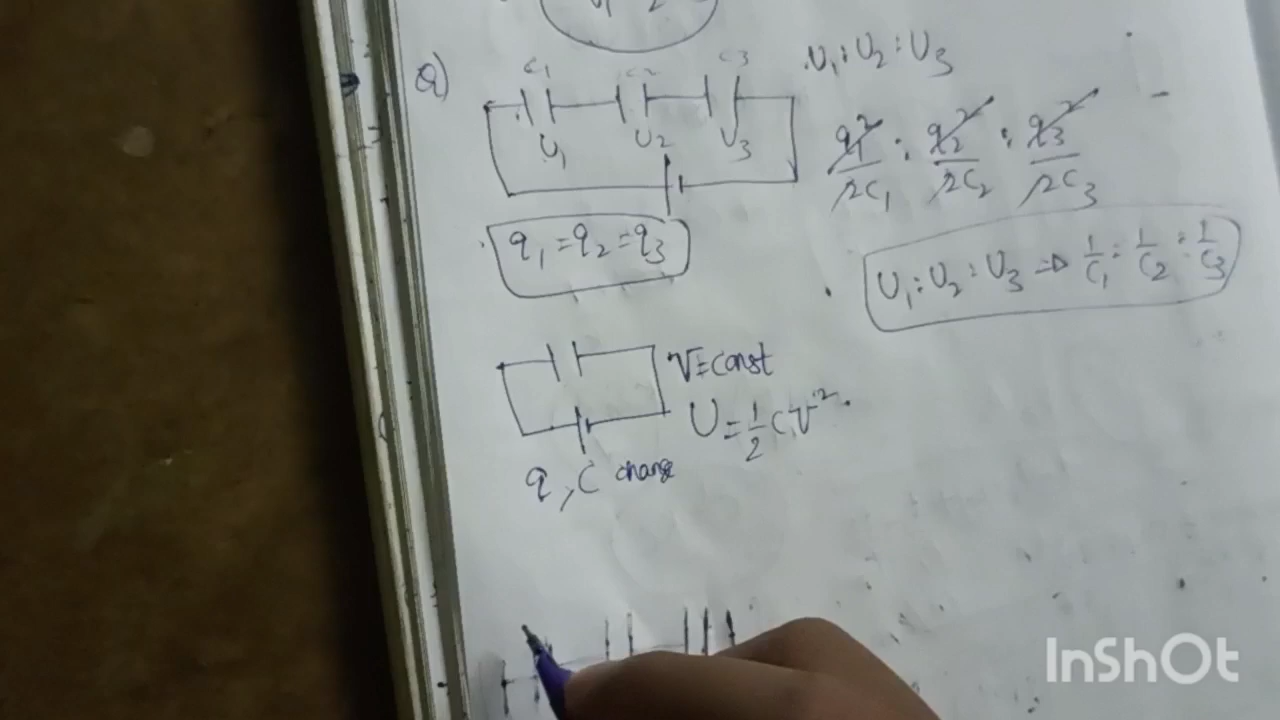 Q)
C1 C2 C3
U1 U2 U3
U1 : U2 : U3
q1²/2C1 : q2²/2C2 : q3²/2C3
q1 = q2 = q3
U1 : U2 : U3 ⇒ 1/C1 : 1/C2 : 1/C3
V = const
U = 1/2 CV²
q, C change
InShOt